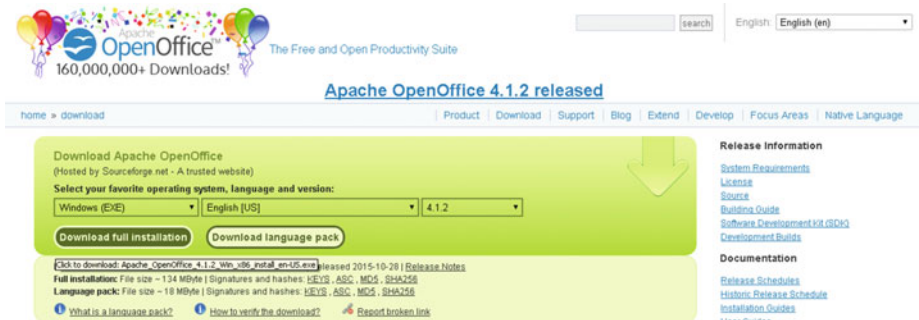 Apache
OpenOffice™
160,000,000+ Downloads!
The Free and Open Productivity Suite
search
English: English (en)
Apache OpenOffice 4.1.2 released
home » download
Product | Download | Support | Blog | Extend | Develop | Focus Areas | Native Language
Download Apache OpenOffice
(Hosted by Sourceforge.net - A trusted website)
Select your favorite operating system, language and version:
Windows (EXE) English [US] 4.1.2
Download full installation Download language pack
Click to download: Apache_OpenOffice_4.1.2_Win_x86_install_en-US.exe eleased 2015-10-28 | Release Notes
Full installation: File size ~ 134 MByte | Signatures and hashes: KEYS , ASC , MD5 , SHA256
Language pack: File size ~ 18 MByte | Signatures and hashes: KEYS , ASC , MD5 , SHA256
What is a language pack? How to verify the download? Report broken link
Release Information
System Requirements
License
Source
Building Guide
Software Development Kit (SDK)
Development Builds
Documentation
Release Schedules
Historic Release Schedule
Installation Guides